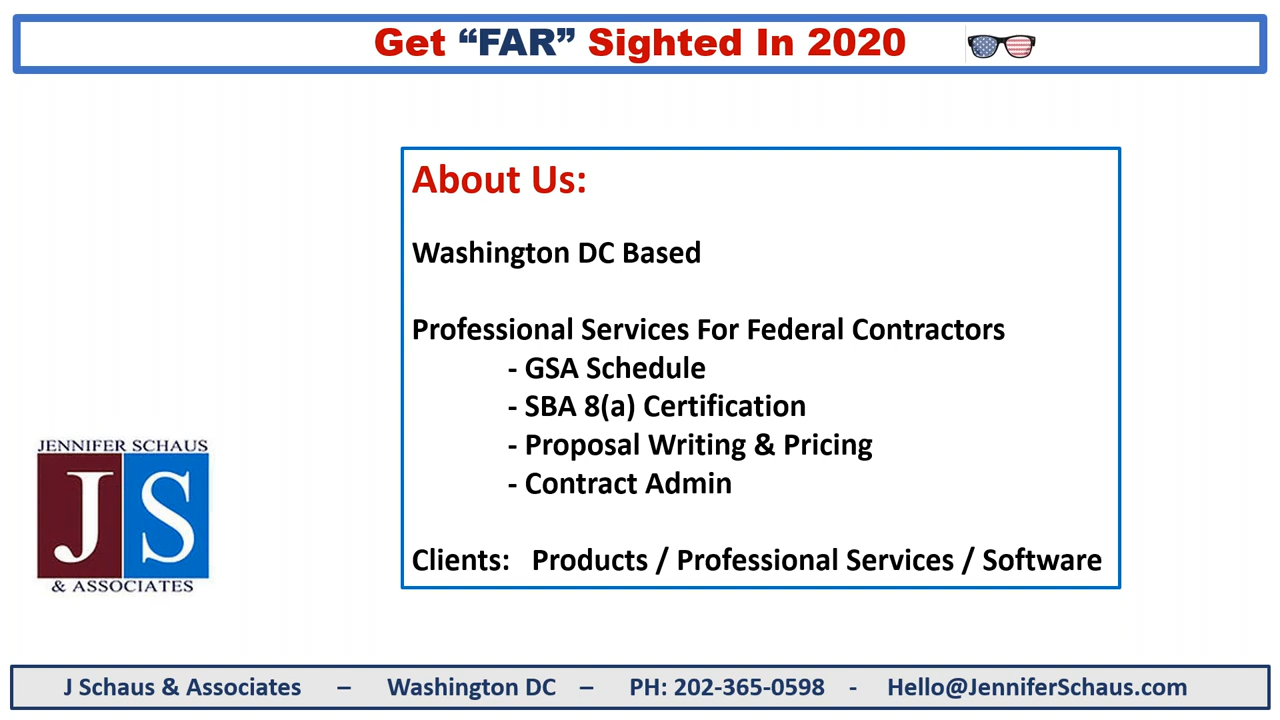 Get “FAR” Sighted In 2020
About Us:
Washington DC Based
Professional Services For Federal Contractors
- GSA Schedule
- SBA 8(a) Certification
- Proposal Writing & Pricing
- Contract Admin
Clients: Products / Professional Services / Software
JENNIFER SCHAUS
JS
& ASSOCIATES
J Schaus & Associates – Washington DC – PH: 202-365-0598 - Hello@JenniferSchaus.com